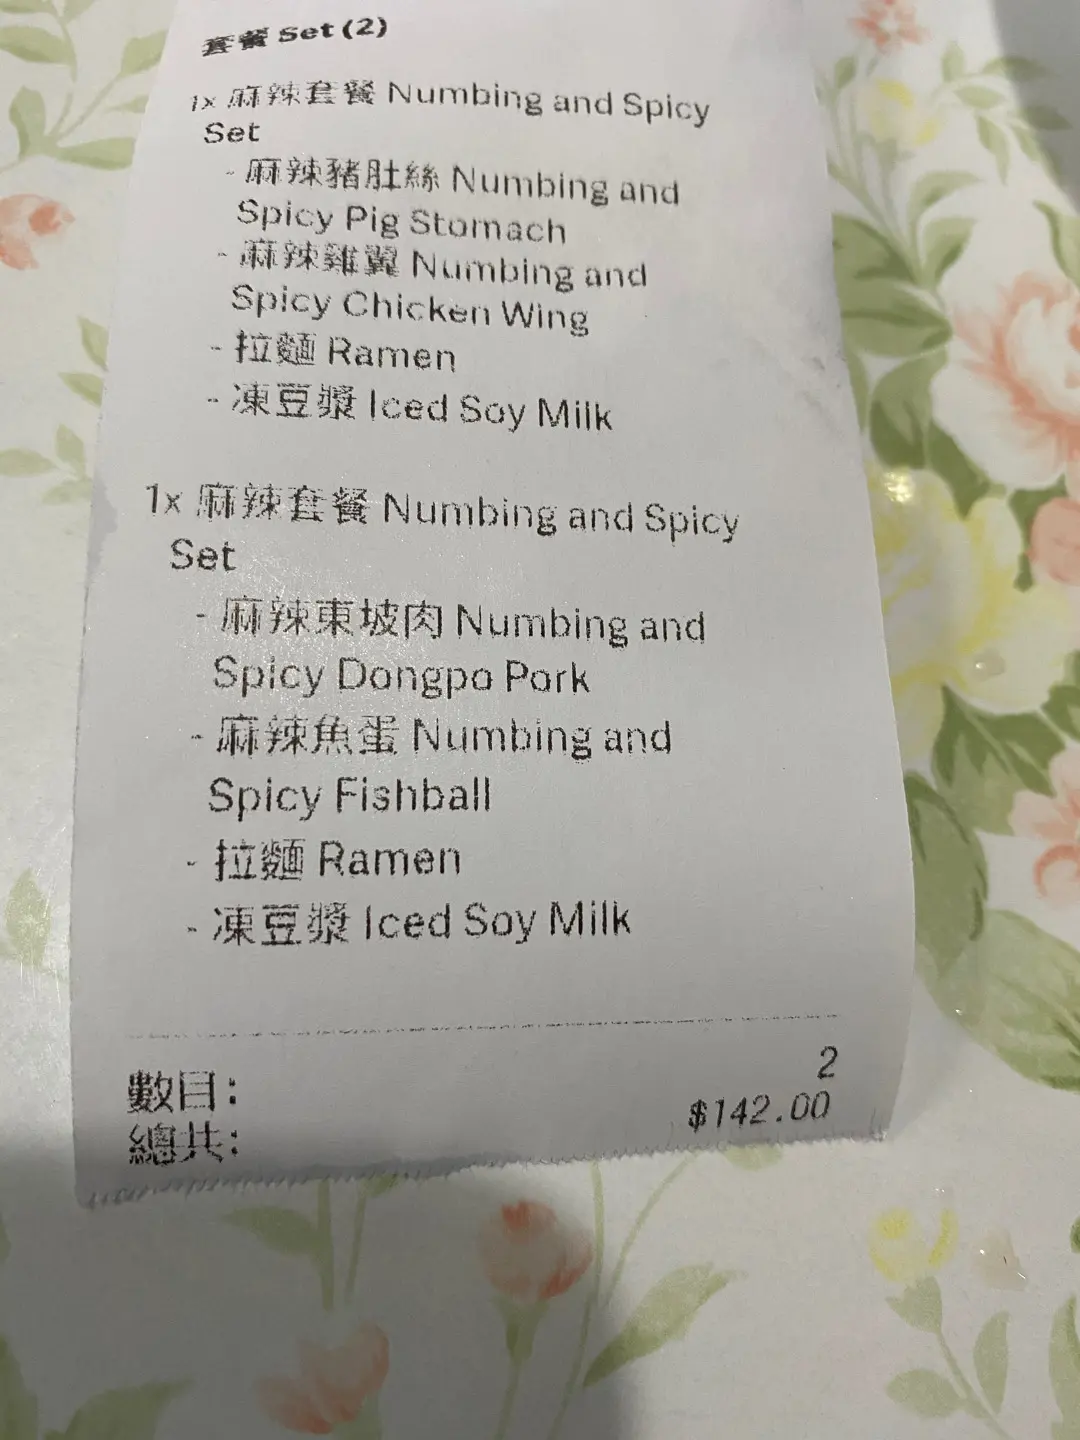 套餐 Set (2)
1x 麻辣套餐 Numbing and Spicy
Set
- 麻辣豬肚絲 Numbing and
Spicy Pig Stomach
- 麻辣雞翼 Numbing and
Spicy Chicken Wing
- 拉麵 Ramen
- 凍豆漿 Iced Soy Milk
1x 麻辣套餐 Numbing and Spicy
Set
- 麻辣東坡肉 Numbing and
Spicy Dongpo Pork
- 麻辣魚蛋 Numbing and
Spicy Fishball
- 拉麵 Ramen
- 凍豆漿 Iced Soy Milk
數目: 2
總共: $142.00